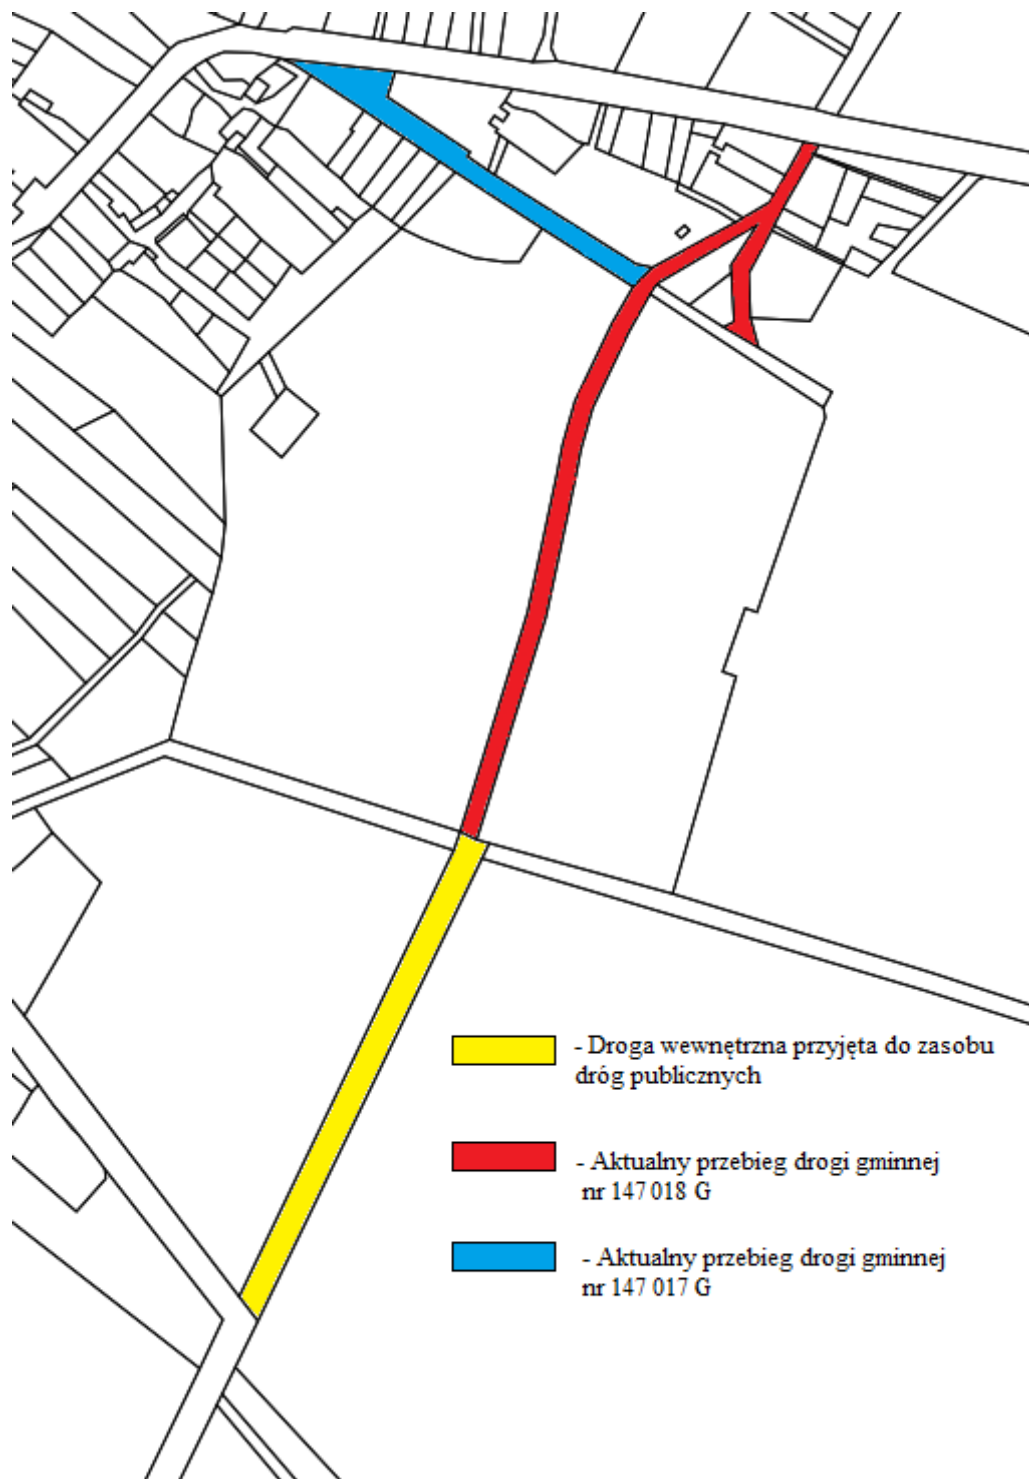 - Droga wewnętrzna przyjęta do zasobu
dróg publicznych
- Aktualny przebieg drogi gminnej
nr 147 018 G
- Aktualny przebieg drogi gminnej
nr 147 017 G